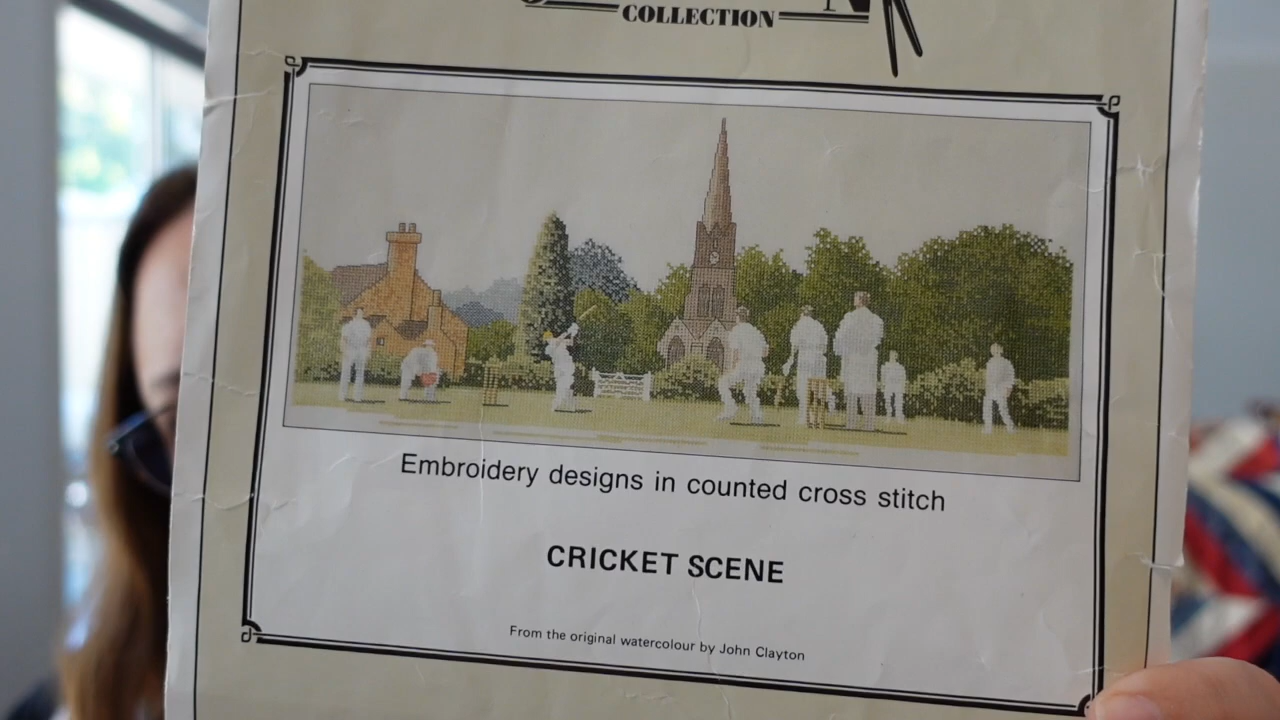 COLLECTION
Embroidery designs in counted cross stitch
CRICKET SCENE
From the original watercolour by John Clayton